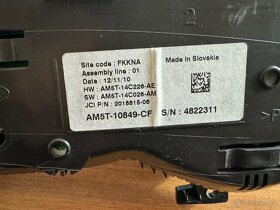 Site code : FKKNA
Assembly line : 01
Date : 12/11/10
HW : AM5T-14C226-AE
SW : AM5T-14C026-AM
JCI P/N : 2018815-06
AM5T-10849-CF
Made in Slovakia
S/N : 4822311
>P